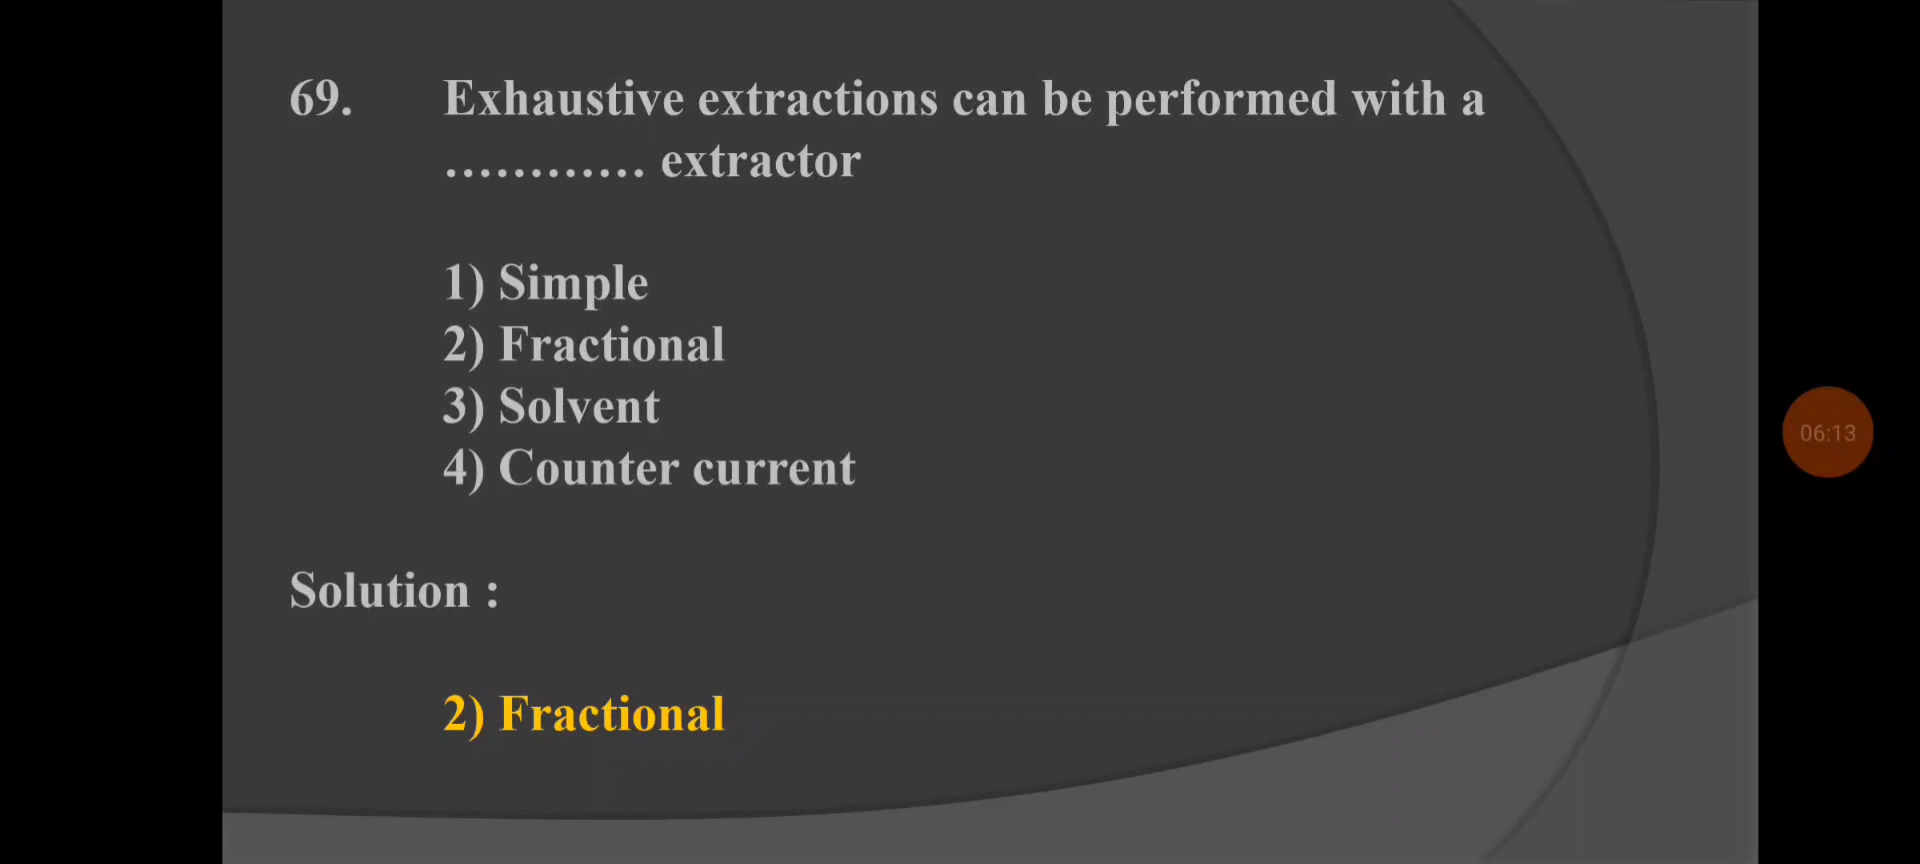 69. Exhaustive extractions can be performed with a
………… extractor
1) Simple
2) Fractional
3) Solvent
4) Counter current
06:13
Solution :
2) Fractional